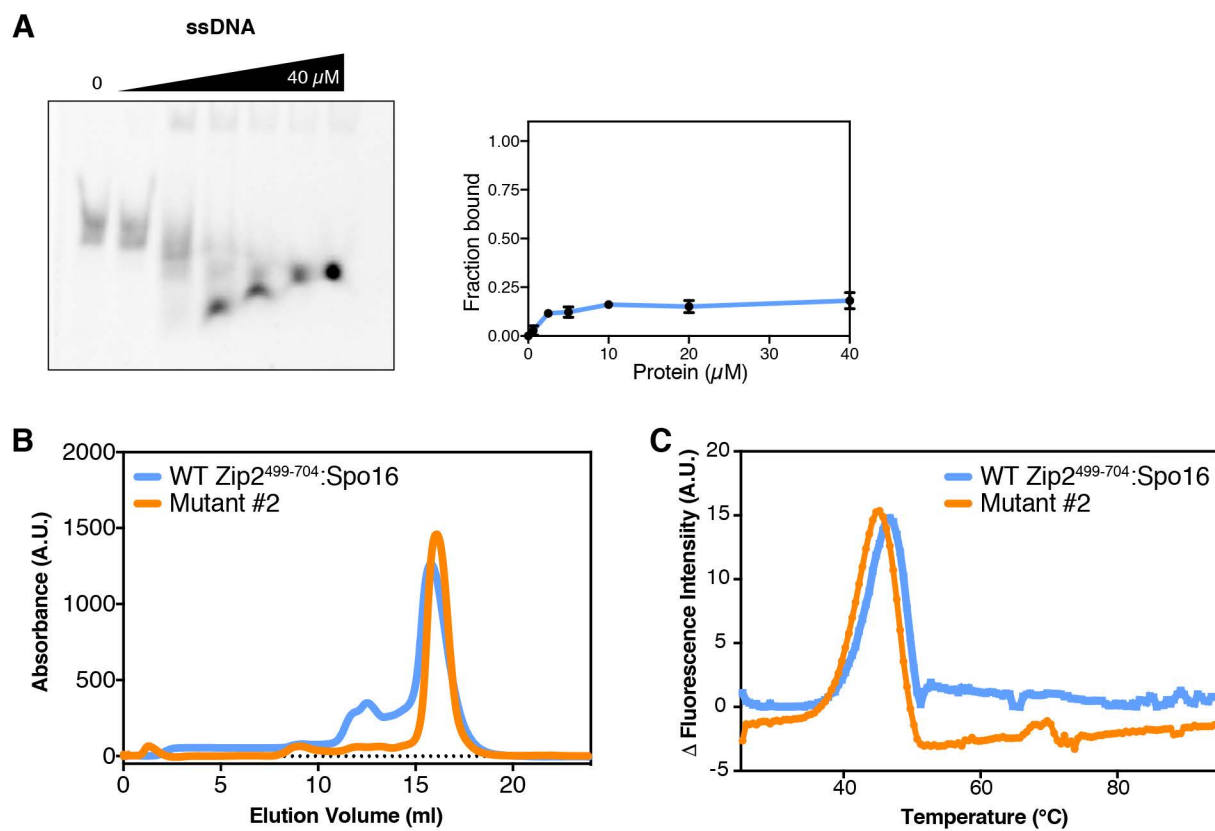 A
ssDNA
0
40 µM
Fraction bound
1.00
0.75
0.50
0.25
0.00
0 10 20 30 40
Protein (µM)
B
Absorbance (A.U.)
2000
1500
1000
500
0
WT Zip2⁴⁹⁹⁻⁷⁰⁴:Spo16
Mutant #2
0 5 10 15 20
Elution Volume (ml)
C
Δ Fluorescence Intensiity (A.U.)
20
15
10
5
0
-5
WT Zip2⁴⁹⁹⁻⁷⁰⁴:Spo16
Mutant #2
40 60 80
Temperature (°C)